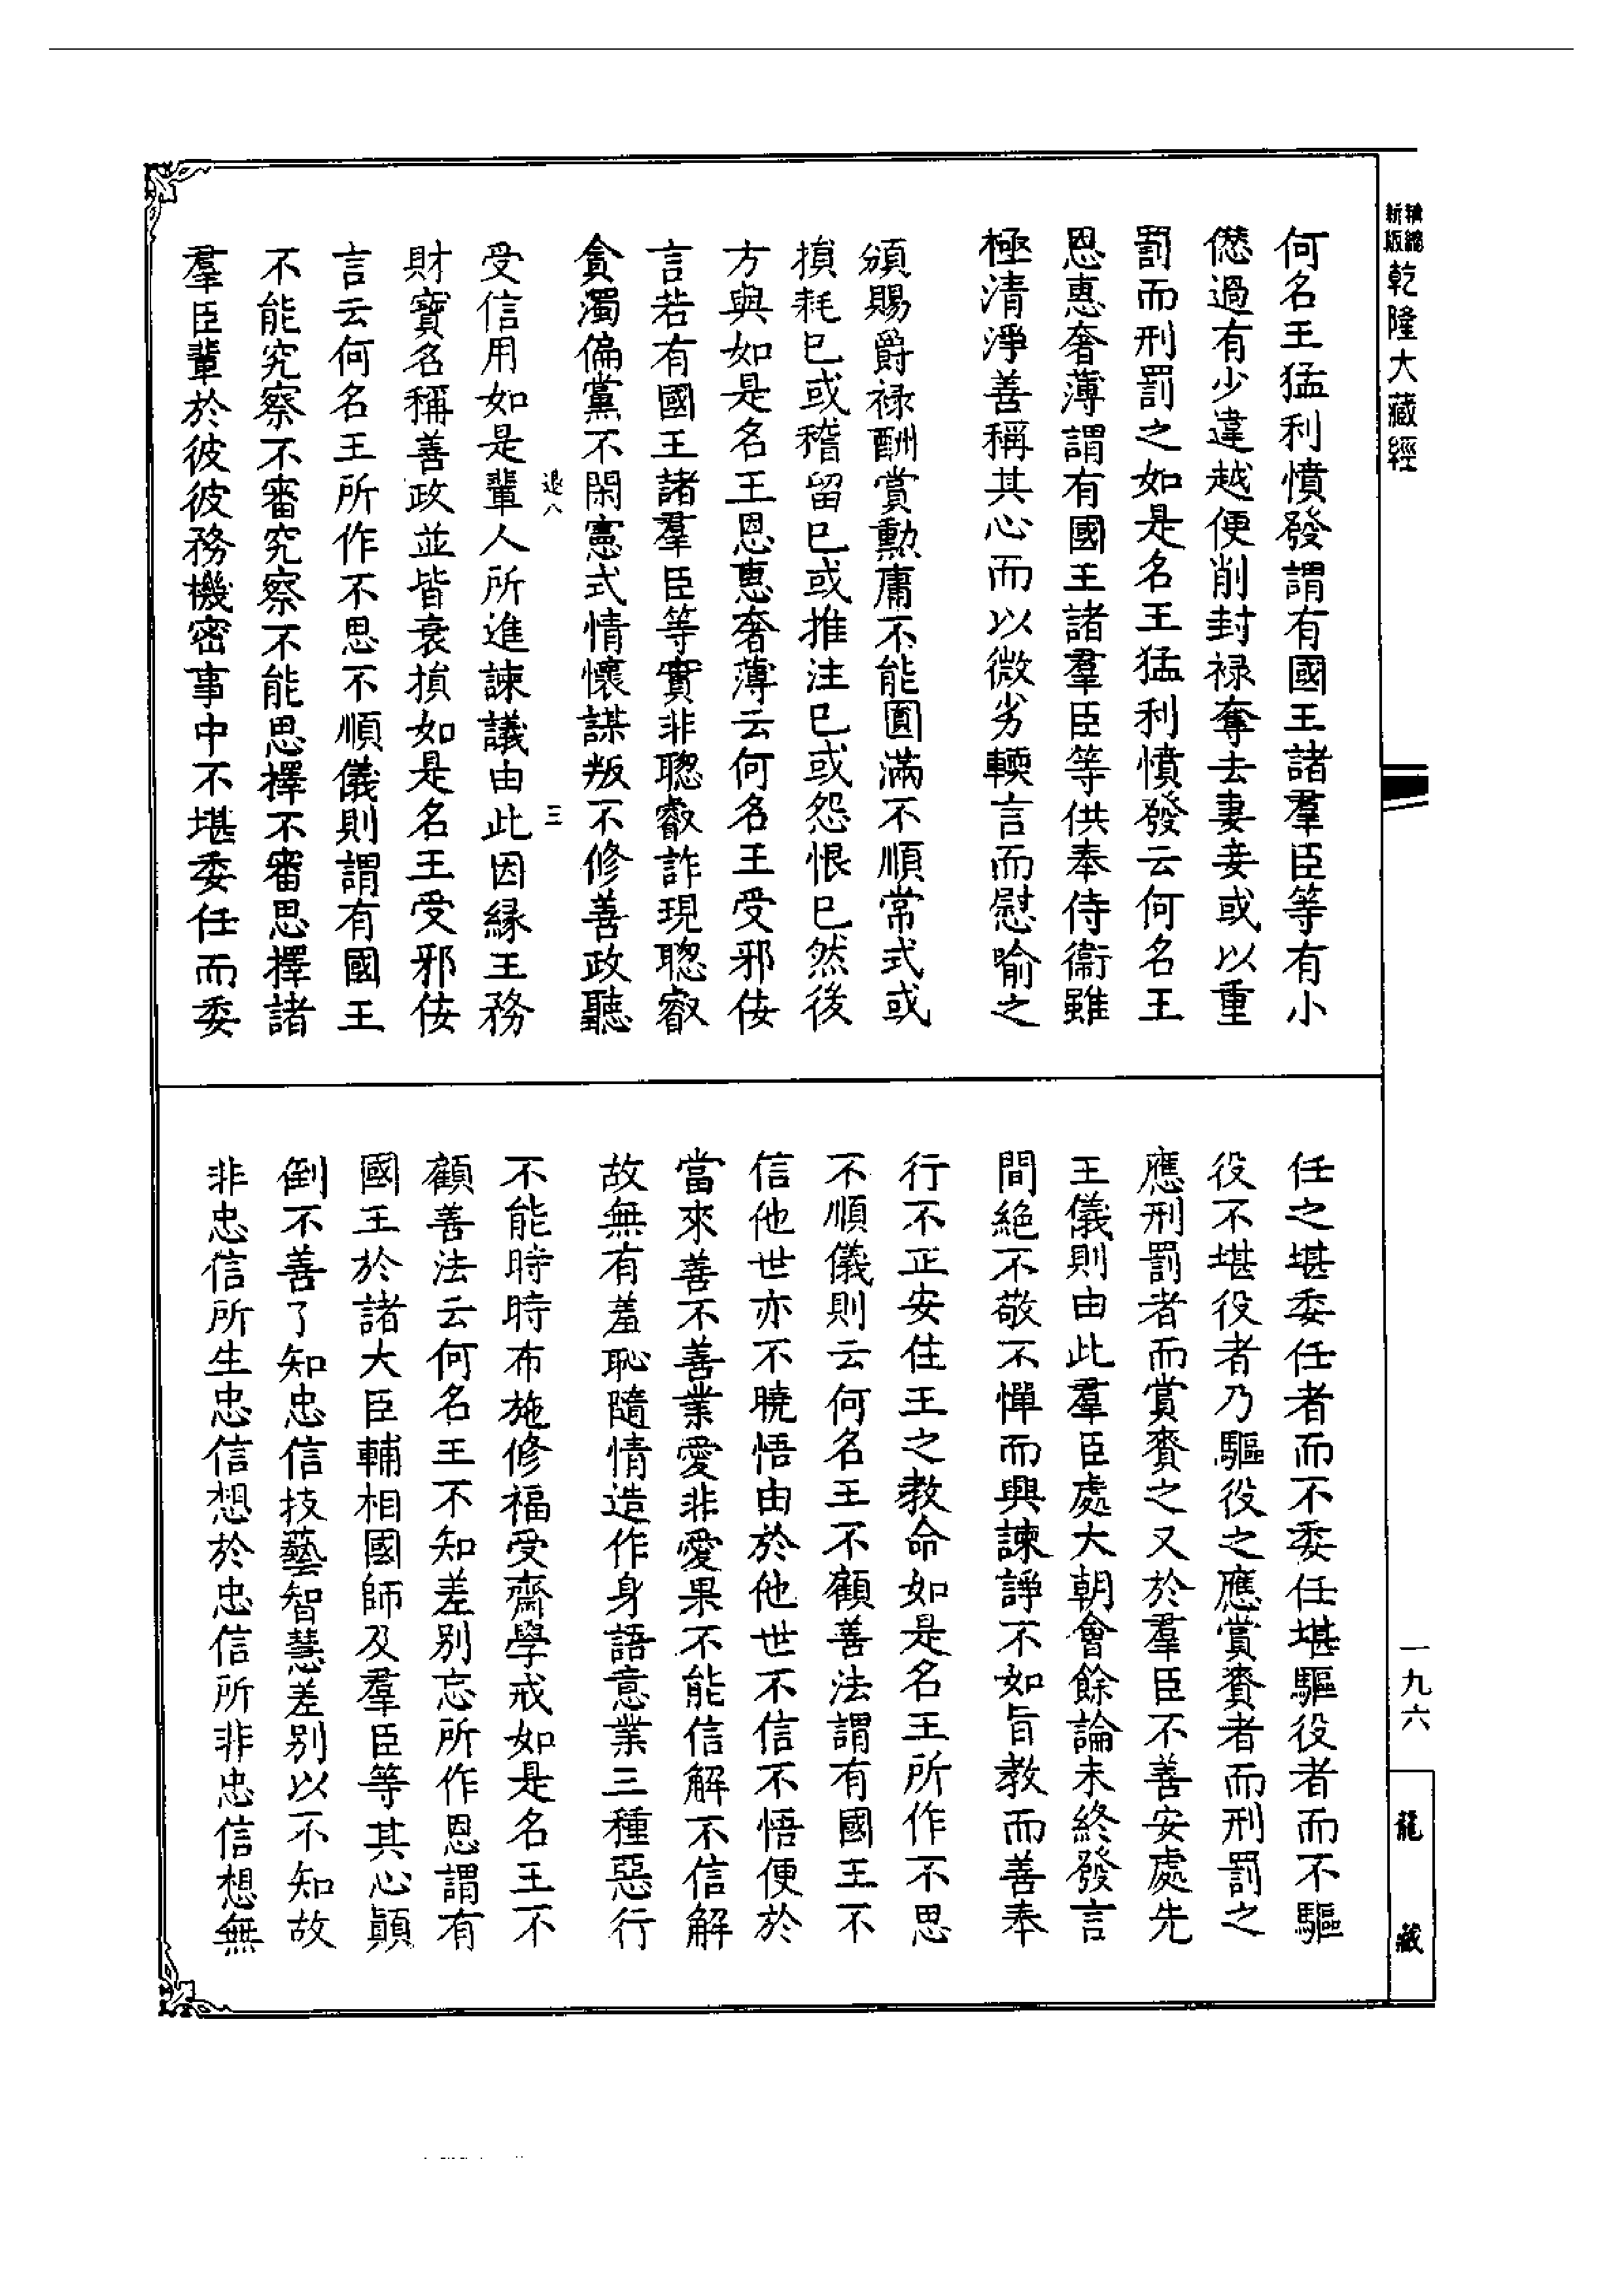 新版精縮
乾隆大藏經
何名王猛利憤發謂有國王諸羣臣等有小
僁過有少違越便削封祿奪去妻妾或以重
罰而刑罰之如是名王猛利憤發云何名王
恩惠奢薄謂有國王諸羣臣等供奉侍衞雖
極清淨善稱其心而以微劣輭言而慰喻之
頒賜爵祿酬賞勳庸不能圓滿不順常式或
損耗已或稽留已或推注已或怨恨已然後
方與如是名王恩惠奢薄云何名王受邪佞
言若有國王諸羣臣等實非聰叡詐現聰叡
貪濁偏黨不閑憲式情懷謀叛不修善政聽
退八 三
受信用如是輩人所進諫議由此因緣王務
財寶名稱善政並皆衰損如是名王受邪佞
言云何名王所作不思不順儀則謂有國王
不能究察不審究察不能思擇不審思擇諸
羣臣輩於彼彼務機密事中不堪委任而委
任之堪委任者而不委任堪驅役者而不驅
役不堪役者乃驅役之應賞賚者而刑罰之
應刑罰者而賞賚之又於羣臣不善安處先
王儀則由此羣臣處大朝會餘論未終發言
間絕不敬不憚而興諫諍不如旨教而善奉
行不正安住王之教命如是名王所作不思
不順儀則云何名王不顧善法謂有國王不
信他世亦不曉悟由於他世不信不悟便於
當來善不善業愛非愛果不能信解不信解
故無有羞恥隨情造作身語意業三種惡行
不能時時布施修福受齋學戒如是名王不
顧善法云何名王不知差別忘所作恩謂有
國王於諸大臣輔相國師及羣臣等其心顛
倒不善了知忠信技藝智慧差別以不知故
非忠信所生忠信想於忠信所非忠信想無
一九六
龍藏